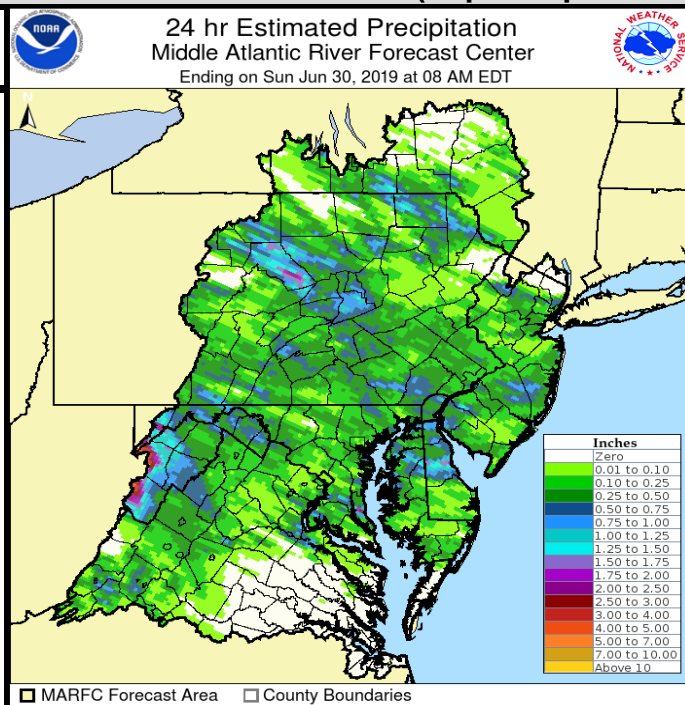 24 hr Estimated Precipitation
Middle Atlantic River Forecast Center
Ending on Sun Jun 30, 2019 at 08 AM EDT
NOAA
NATIONAL WEATHER SERVICE
N
Inches
Zero
0.01 to 0.10
0.10 to 0.25
0.25 to 0.50
0.50 to 0.75
0.75 to 1.00
1.00 to 1.25
1.25 to 1.50
1.50 to 1.75
1.75 to 2.00
2.00 to 2.50
2.50 to 3.00
3.00 to 4.00
4.00 to 5.00
5.00 to 7.00
7.00 to 10.00
Above 10
MARFC Forecast Area
County Boundaries